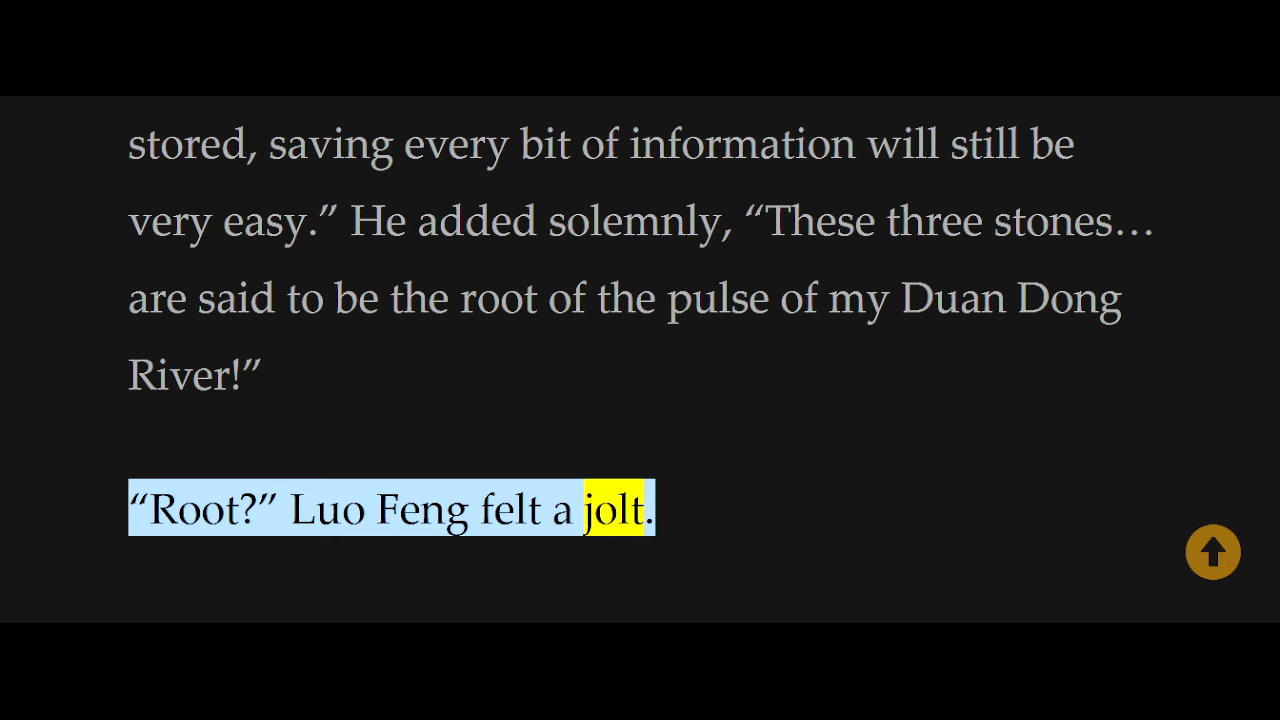 stored, saving every bit of information will still be
very easy.” He added solemnly, “These three stones…
are said to be the root of the pulse of my Duan Dong
River!”
“Root?” Luo Feng felt a jolt.